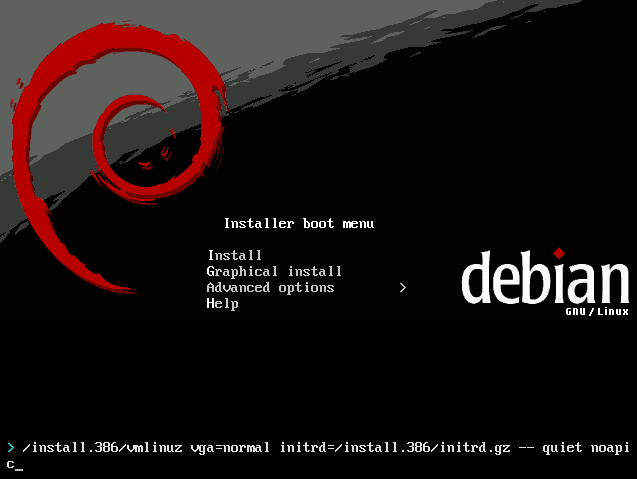 Installer boot menu
Install
Graphical install
Advanced options >
Help
debian
GNU/Linux
> /install.386/vmlinuz vga=normal initrd=/install.386/initrd.gz -- quiet noapi
c_